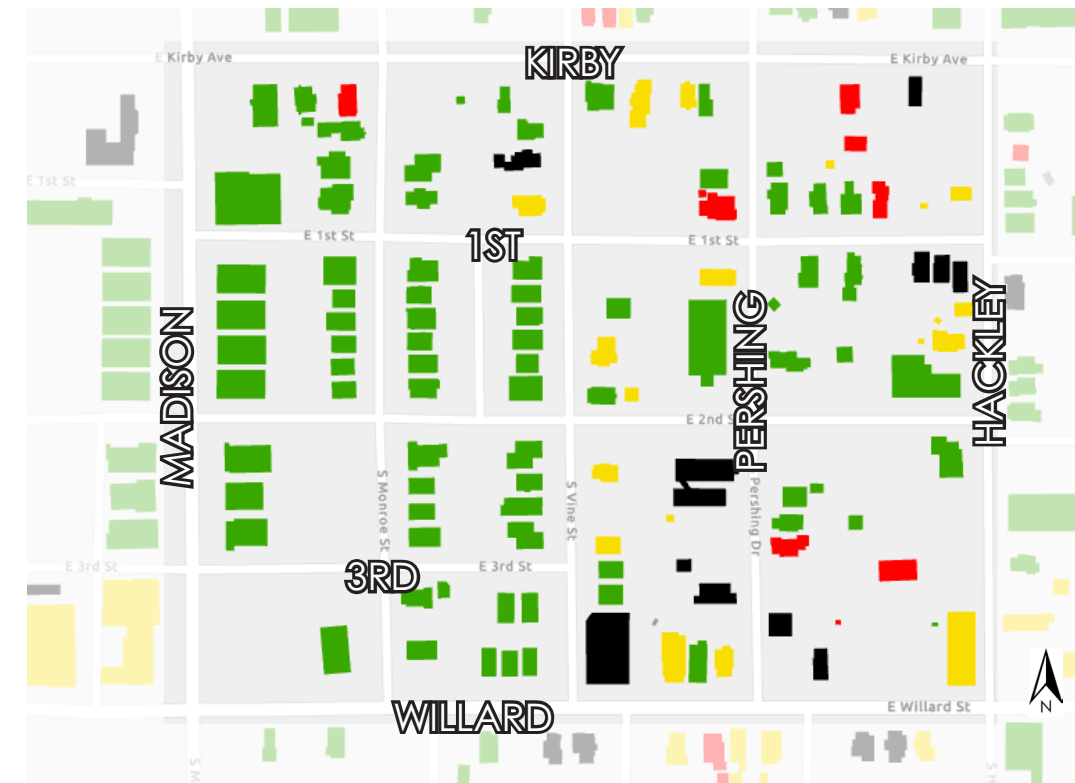 KIRBY
E Kirby Ave
E Kirby Ave
E 1st St
E 1st St
1ST
E 1st St
MADISON
PERSHING
HACKLEY
E 2nd S
S Monroe St
S Vine St
Pershing Dr
E 3rd St
3RD
E 3rd St
WILLARD
E Willard St
N
S M
S H